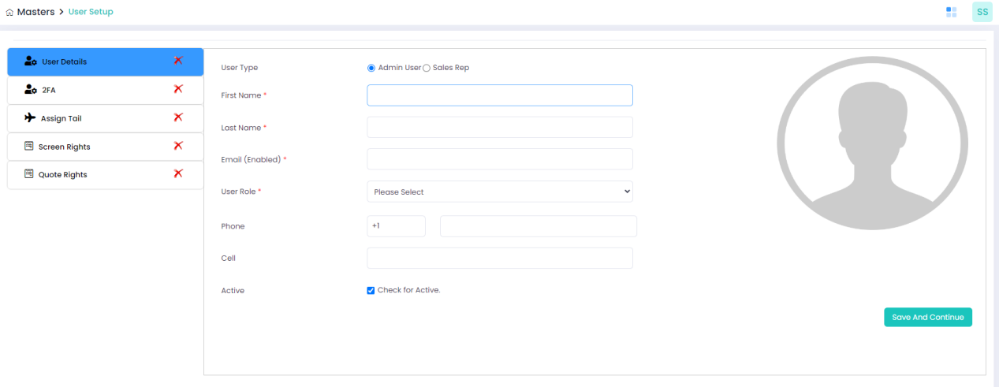 Masters > User Setup
SS
User Details
2FA
Assign Tail
Screen Rights
Quote Rights
User Type
Admin User
Sales Rep
First Name *
Last Name *
Email (Enabled) *
User Role *
Please Select
Phone
+1
Cell
Active
Check for Active.
Save And Continue